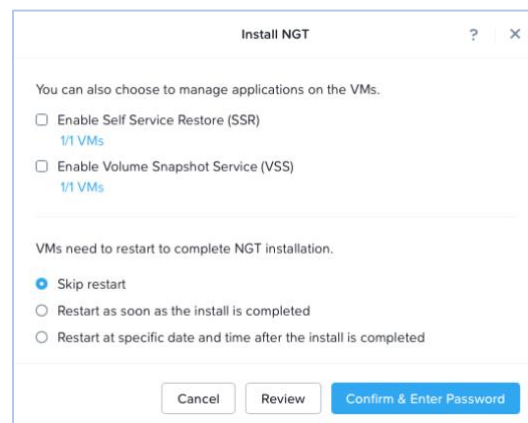 Install NGT
?
You can also choose to manage applications on the VMs.
Enable Self Service Restore (SSR)
1/1 VMs
Enable Volume Snapshot Service (VSS)
1/1 VMs
VMs need to restart to complete NGT installation.
Skip restart
Restart as soon as the install is completed
Restart at specific date and time after the install is completed
Cancel Review Confirm & Enter Password